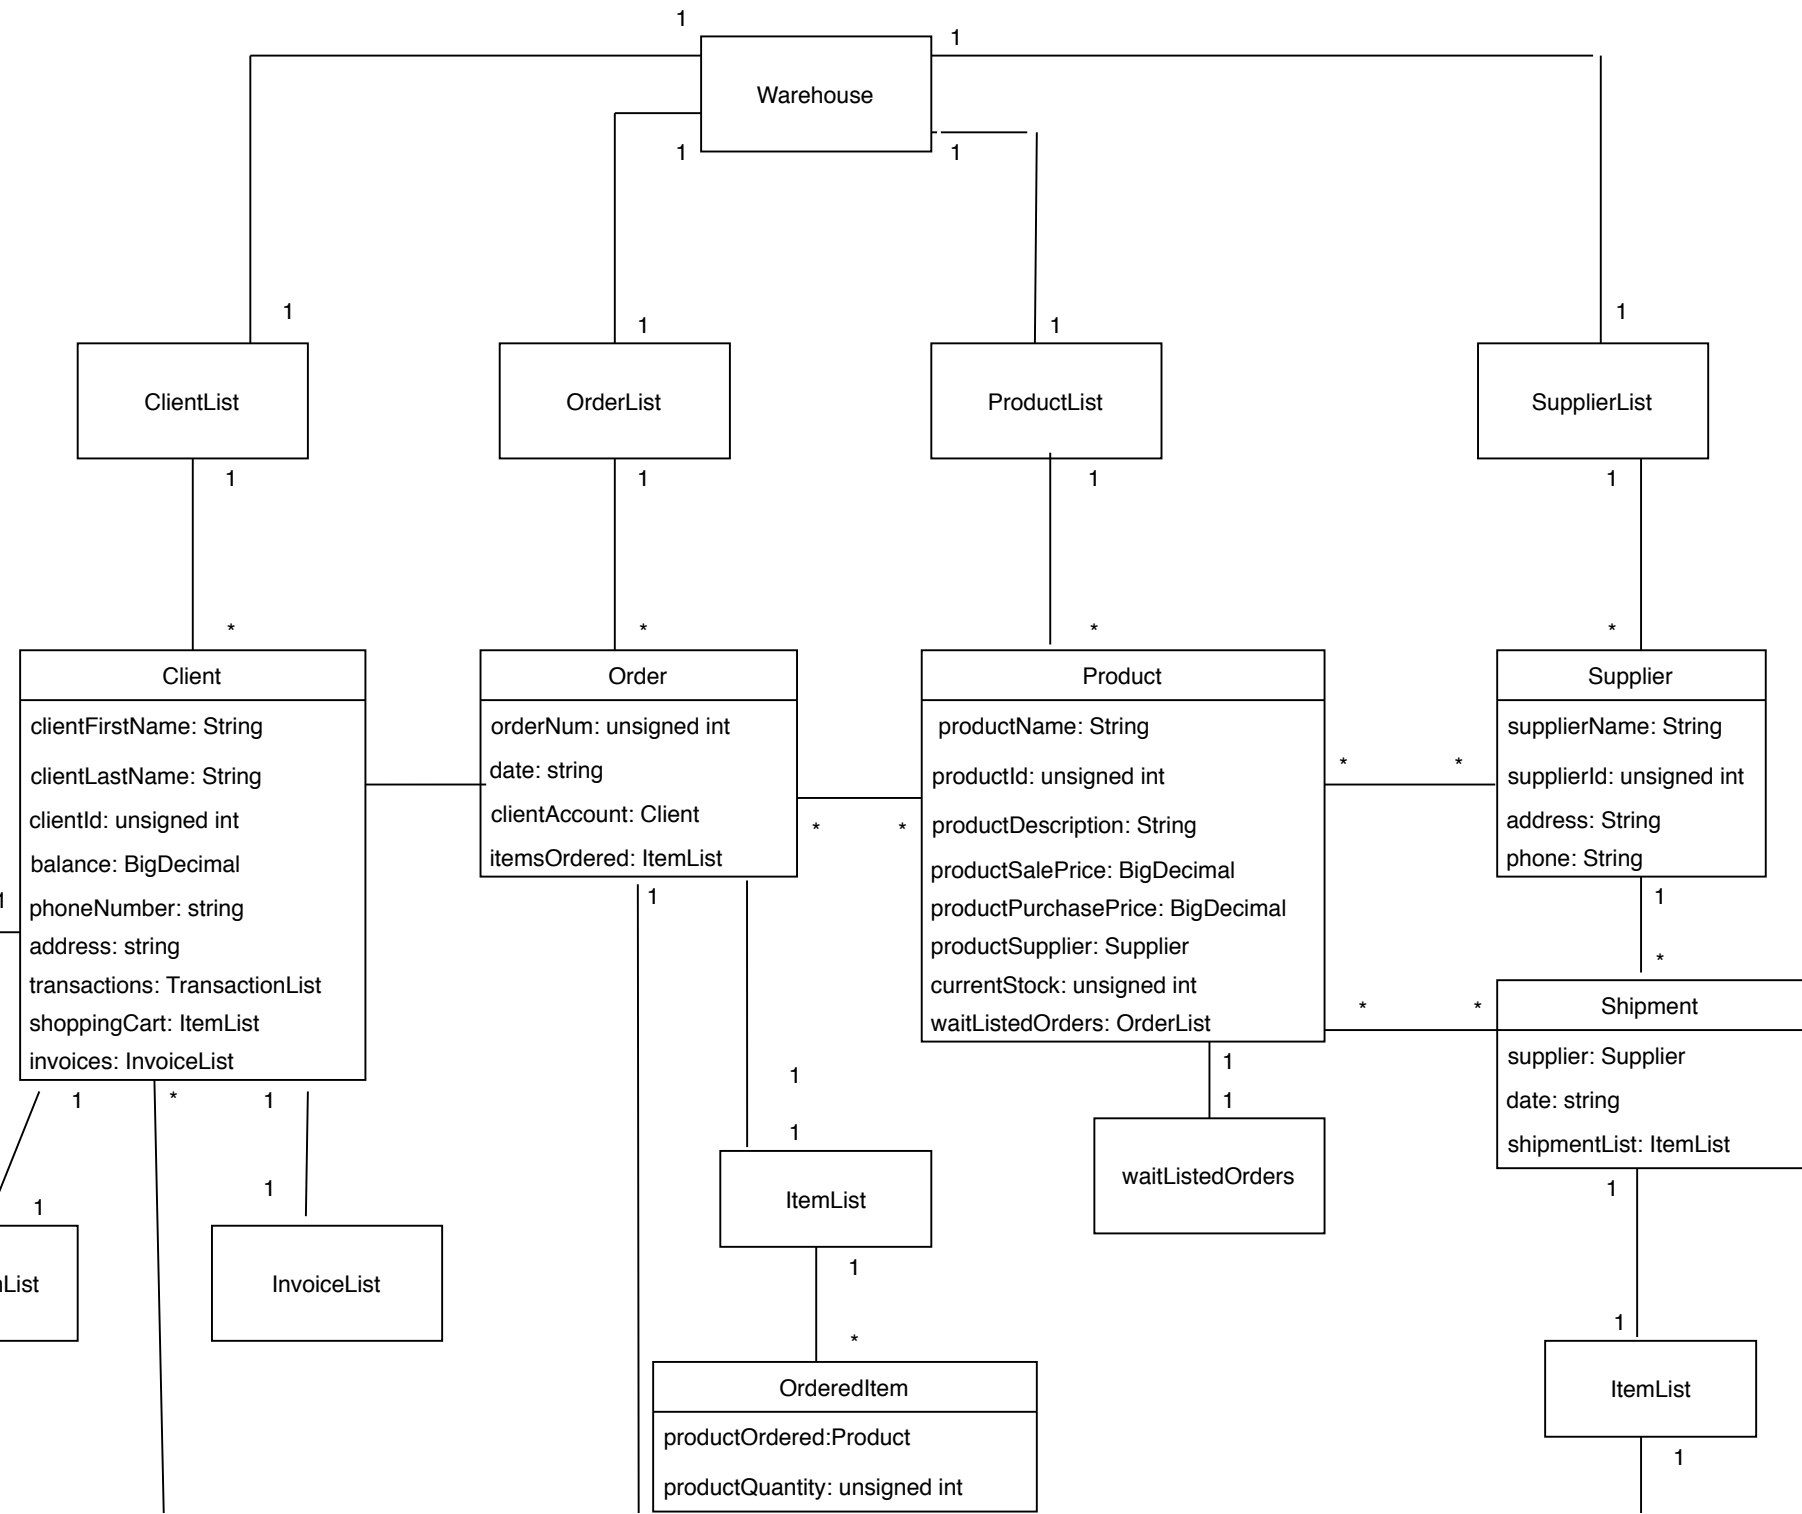 1
1
Warehouse
1
1
1
1
1
1
ClientList
OrderList
ProductList
SupplierList
1
1
1
1
*
*
*
*
Client
clientFirstName: String
clientLastName: String
clientId: unsigned int
balance: BigDecimal
phoneNumber: string
address: string
transactions: TransactionList
shoppingCart: ItemList
invoices: InvoiceList
Order
orderNum: unsigned int
date: string
clientAccount: Client
itemsOrdered: ItemList
*
*
Product
productName: String
productId: unsigned int
productDescription: String
productSalePrice: BigDecimal
productPurchasePrice: BigDecimal
productSupplier: Supplier
currentStock: unsigned int
waitListedOrders: OrderList
*
*
Supplier
supplierName: String
supplierId: unsigned int
address: String
phone: String
1
1
1
*
*
*
Shipment
supplier: Supplier
date: string
shipmentList: ItemList
1
*
1
1
1
1
1
waitListedOrders
1
1
1
1
ItemList
List
InvoiceList
1
*
1
OrderedItem
productOrdered:Product
productQuantity: unsigned int
ItemList
1